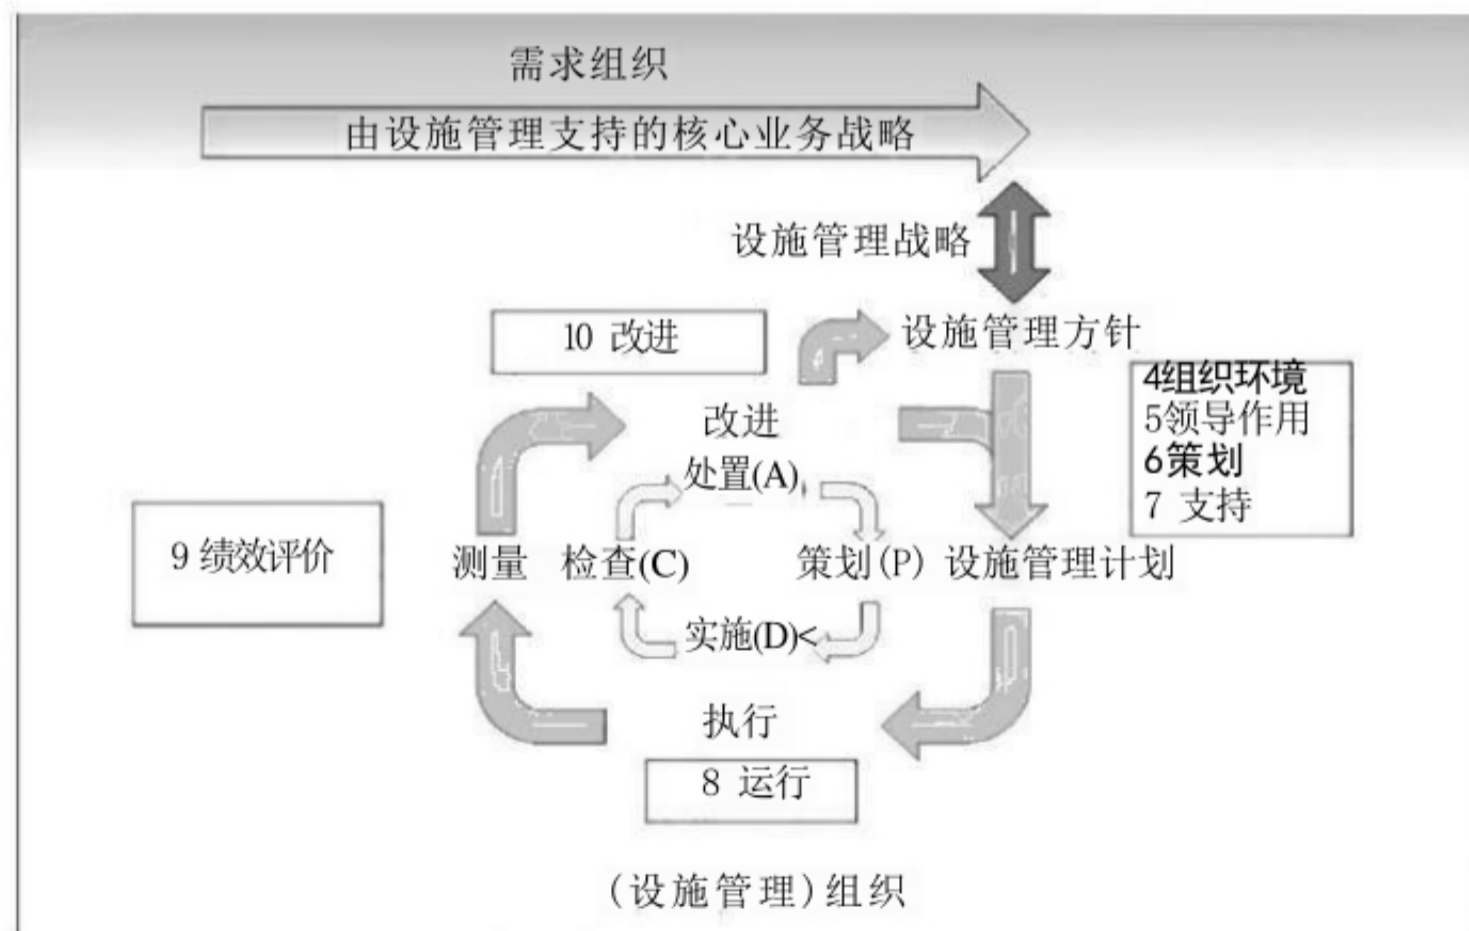 需求组织
由设施管理支持的核心业务战略
设施管理战略
10 改进
设施管理方针
4组织环境
5领导作用
6策划
7 支持
改进
处置(A)
9 绩效评价
测量
检查(C)
策划(P)
设施管理计划
实施(D)<
执行
8 运行
(设施管理)组织